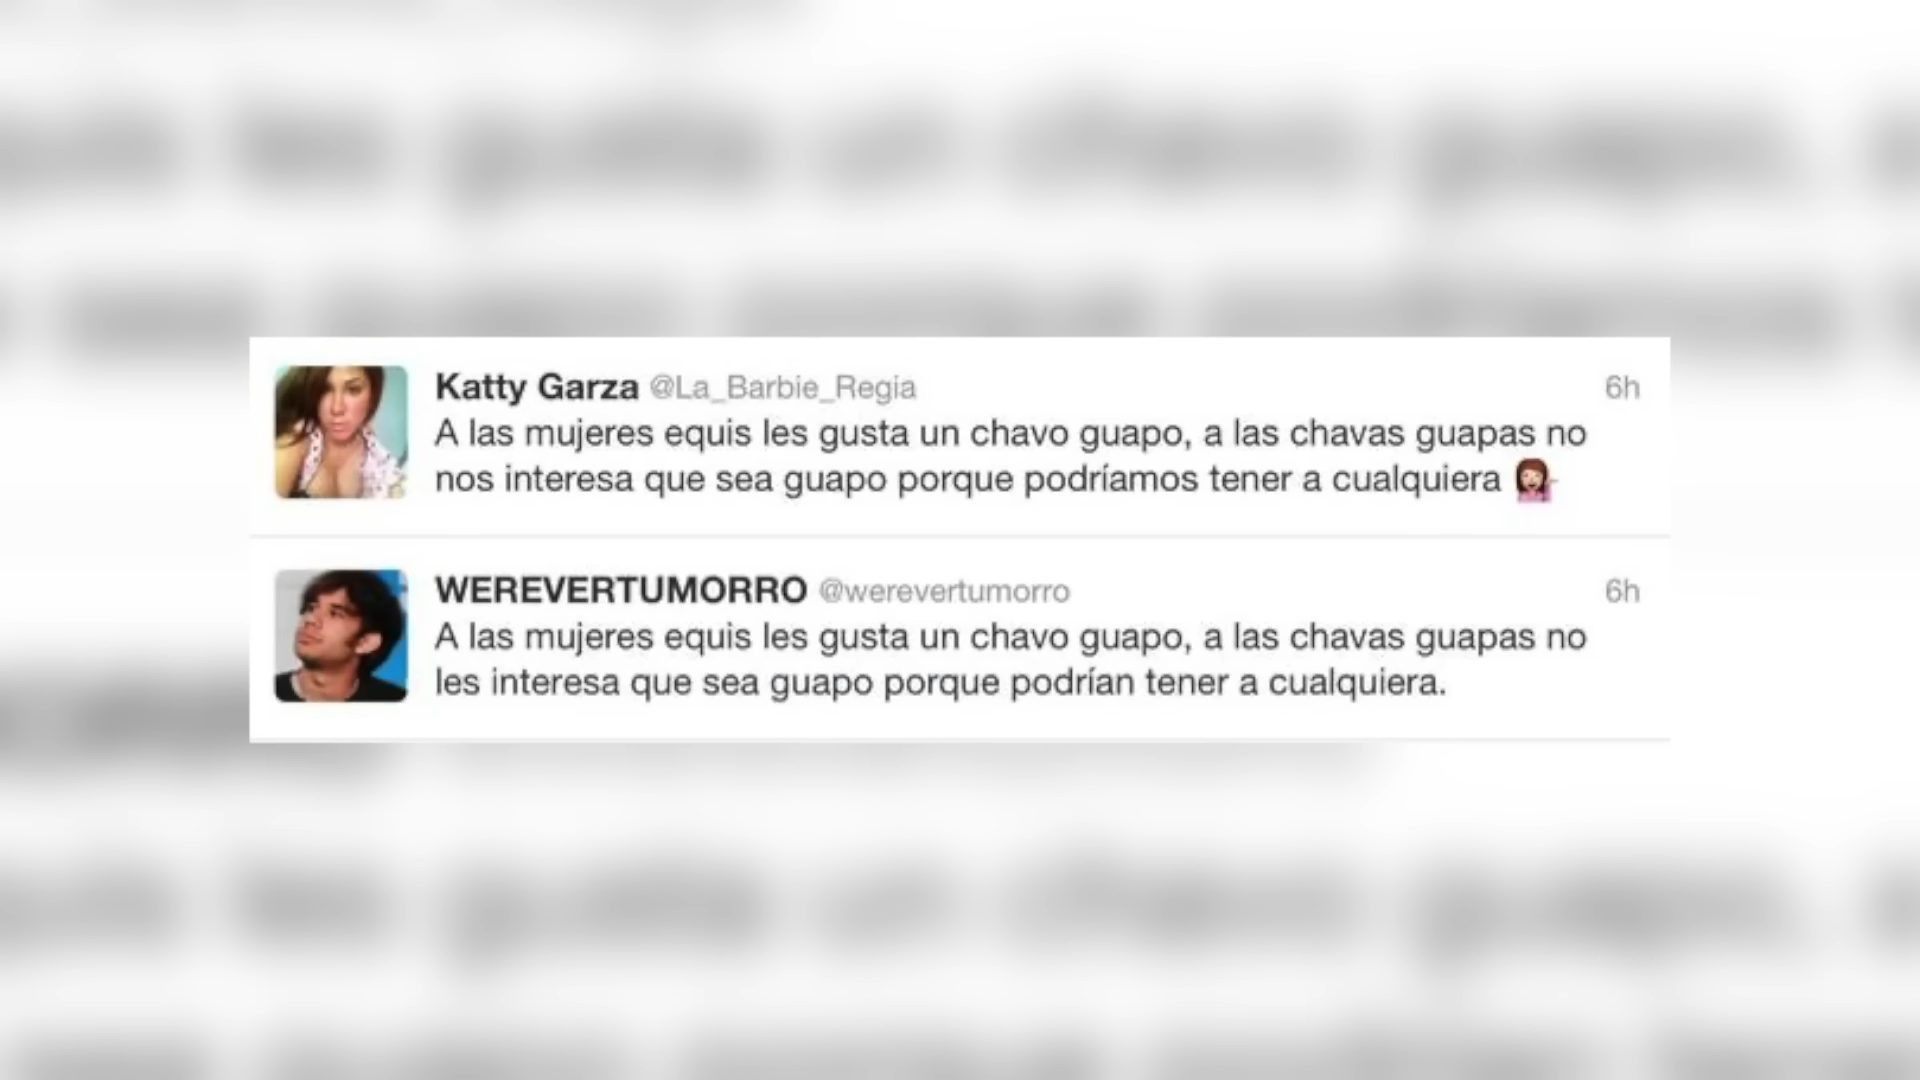 Katty Garza @La_Barbie_Regia 6h
A las mujeres equis les gusta un chavo guapo, a las chavas guapas no
nos interesa que sea guapo porque podríamos tener a cualquiera 💁
WEREVERTUMORRO @werevertumorro 6h
A las mujeres equis les gusta un chavo guapo, a las chavas guapas no
les interesa que sea guapo porque podrían tener a cualquiera.